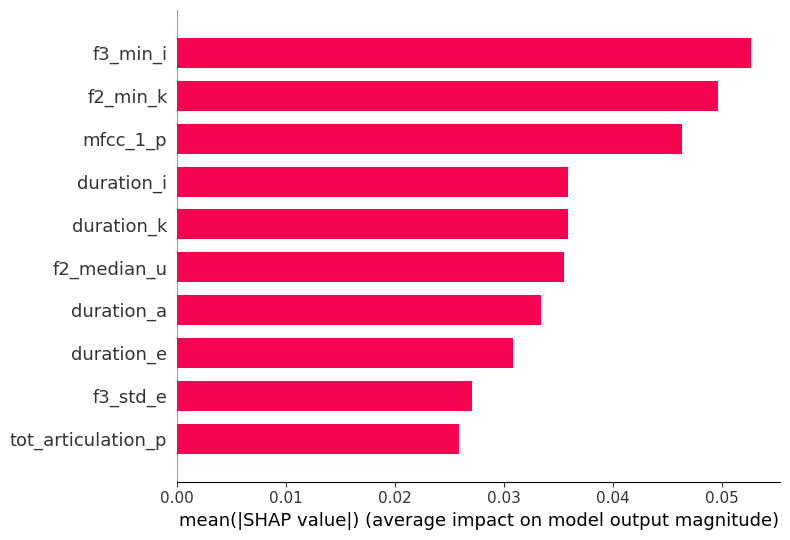 f3_min_i
f2_min_k
mfcc_1_p
duration_i
duration_k
f2_median_u
duration_a
duration_e
f3_std_e
tot_articulation_p
0.00 0.01 0.02 0.03 0.04 0.05
mean(|SHAP value|) (average impact on model output magnitude)